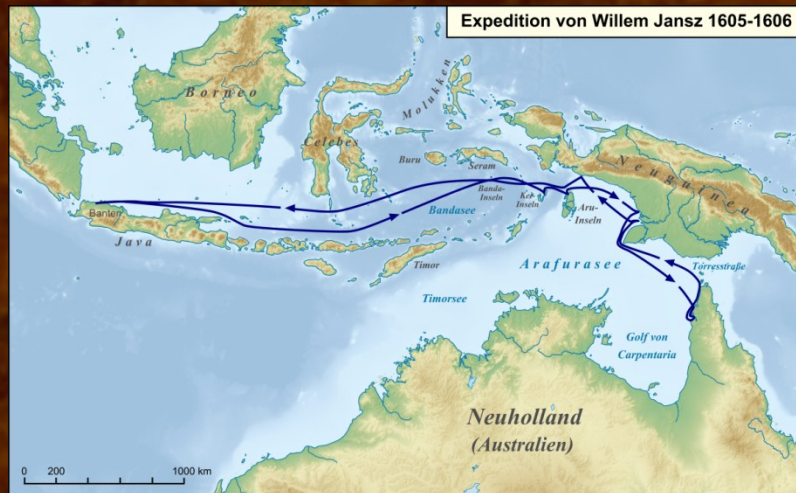 Expedition von Willem Jansz 1605-1606
Borneo
Molukken
Celebes
Buru
Seram
Neuguinea
Banda-
Inseln
Kei-
Inseln
Aru-
Inseln
Banten
Bandasee
Java
Timor
Arafurasee
Torresstraße
Timorsee
Golf von
Carpentaria
Neuholland
(Australien)
0 200 1000 km